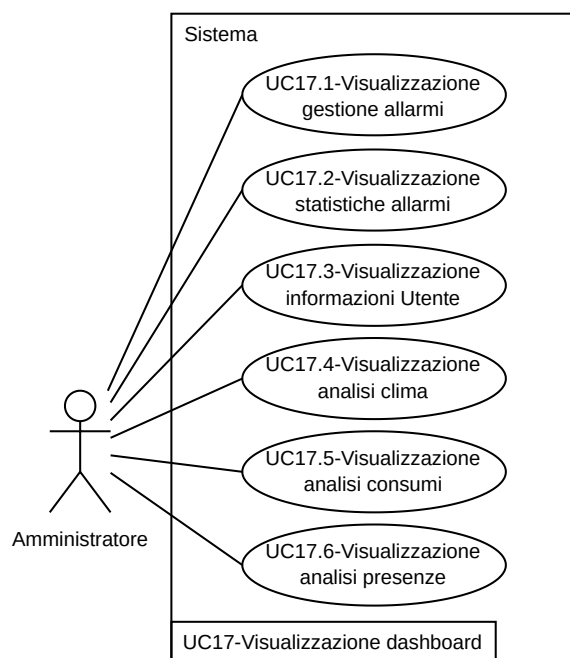 Sistema
UC17.1-Visualizzazione
gestione allarmi
UC17.2-Visualizzazione
statistiche allarmi
UC17.3-Visualizzazione
informazioni Utente
UC17.4-Visualizzazione
analisi clima
UC17.5-Visualizzazione
analisi consumi
Amministratore
UC17.6-Visualizzazione
analisi presenze
UC17-Visualizzazione dashboard